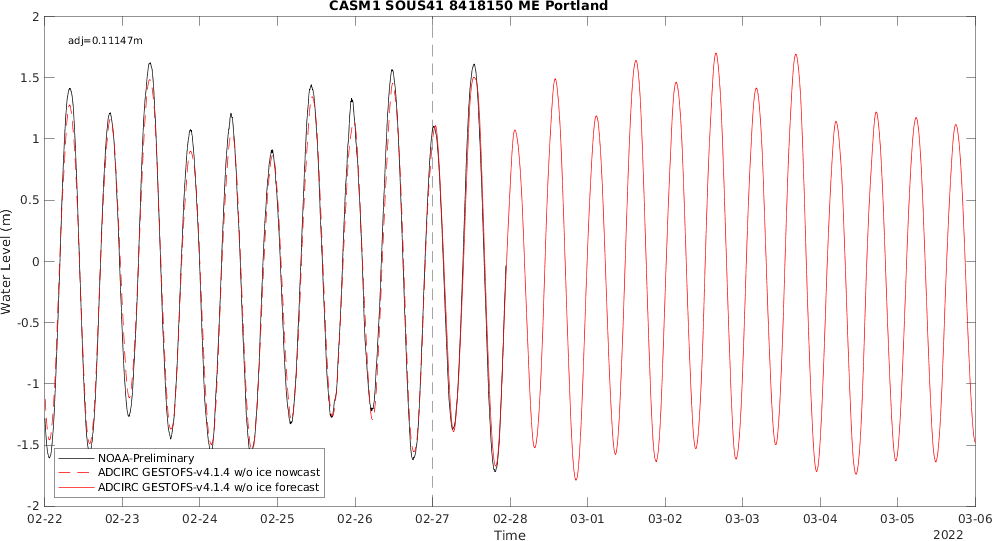 CASM1 SOUS41 8418150 ME Portland
adj=0.11147m
2
1.5
1
0.5
0
-0.5
-1
-1.5
-2
Water Level (m)
NOAA-Preliminary
ADCIRC GESTOFS-v4.1.4 w/o ice nowcast
ADCIRC GESTOFS-v4.1.4 w/o ice forecast
02-22 02-23 02-24 02-25 02-26 02-27 02-28 03-01 03-02 03-03 03-04 03-05 03-06
Time
2022